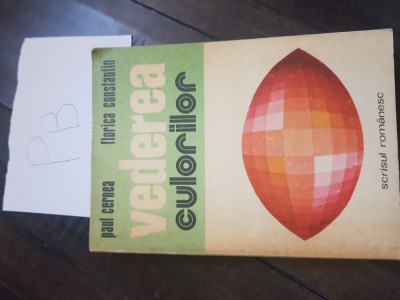 PB
paul cernea florica constantin
vederea
culorilor
scrisul românesc